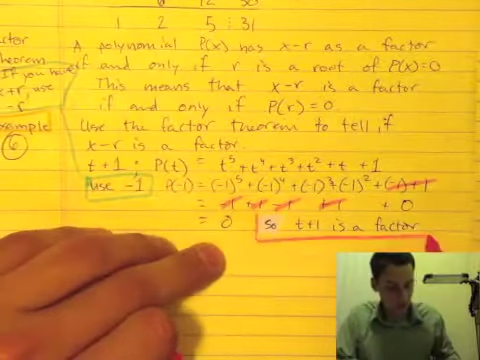 1 2 5 31
A polynomial P(x) has x-r as a factor
if and only if r is a root of P(x)=0
This means that x-r is a factor
if and only if P(r)=0.
Use the factor theorem to tell if
x-r is a factor.
t+1 : P(t) = t⁵+t⁴+t³+t²+t+1
use -1 P(-1) = (-1)⁵+(-1)⁴+(-1)³+(-1)²+(-1)+1
= -1 +1 -1 +1 + 0
= 0 so t+1 is a factor
If you have
x+r, use
-r
example
6